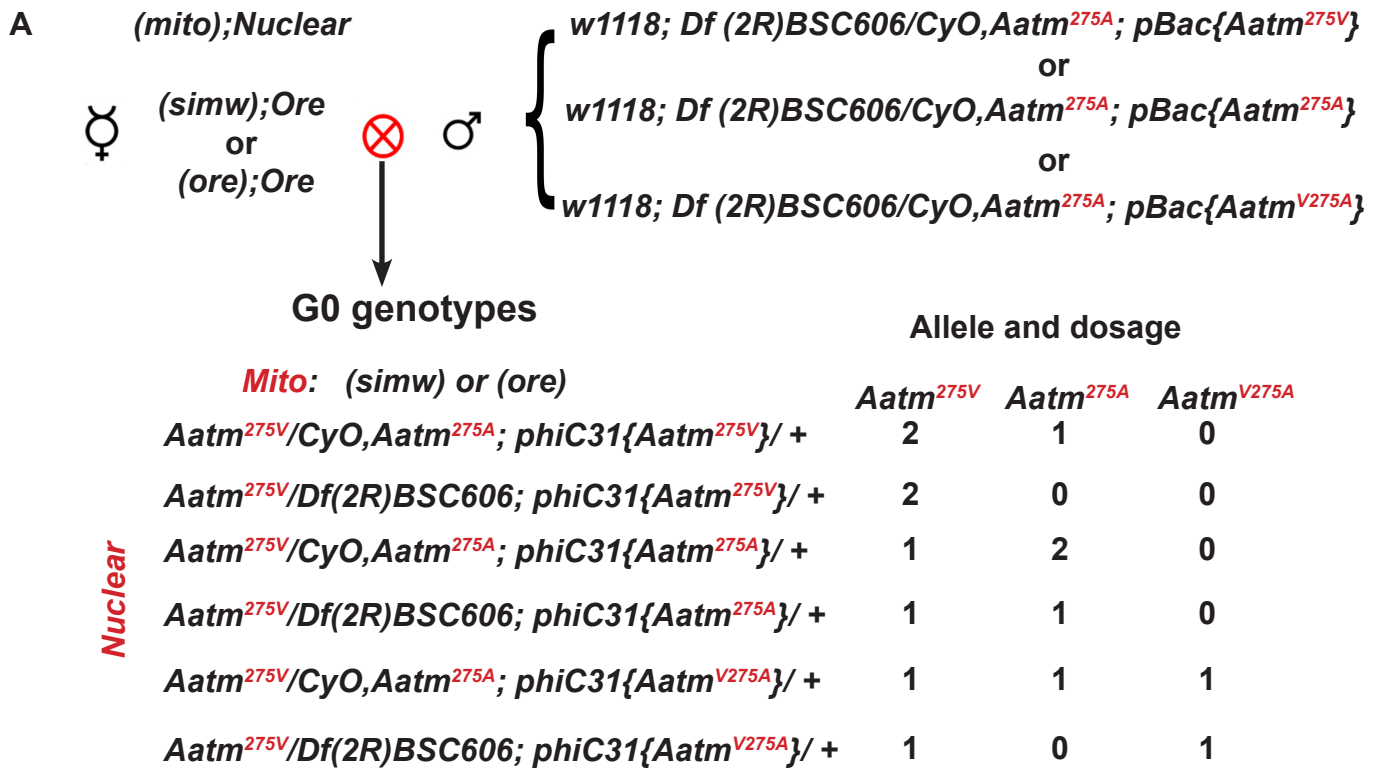 A (mito);Nuclear
w1118; Df (2R)BSC606/CyO,Aatm275A; pBac{Aatm275V}
or
w1118; Df (2R)BSC606/CyO,Aatm275A; pBac{Aatm275A}
or
w1118; Df (2R)BSC606/CyO,Aatm275A; pBac{AatmV275A}
☿ (simw);Ore
or
(ore);Ore
⊗ ♂
G0 genotypes
Allele and dosage
Mito: (simw) or (ore)
Aatm275V Aatm275A AatmV275A
Nuclear
Aatm275V/CyO,Aatm275A; phiC31{Aatm275V}/ + 2 1 0
Aatm275V/Df(2R)BSC606; phiC31{Aatm275V}/ + 2 0 0
Aatm275V/CyO,Aatm275A; phiC31{Aatm275A}/ + 1 2 0
Aatm275V/Df(2R)BSC606; phiC31{Aatm275A}/ + 1 1 0
Aatm275V/CyO,Aatm275A; phiC31{AatmV275A}/ + 1 1 1
Aatm275V/Df(2R)BSC606; phiC31{AatmV275A}/ + 1 0 1